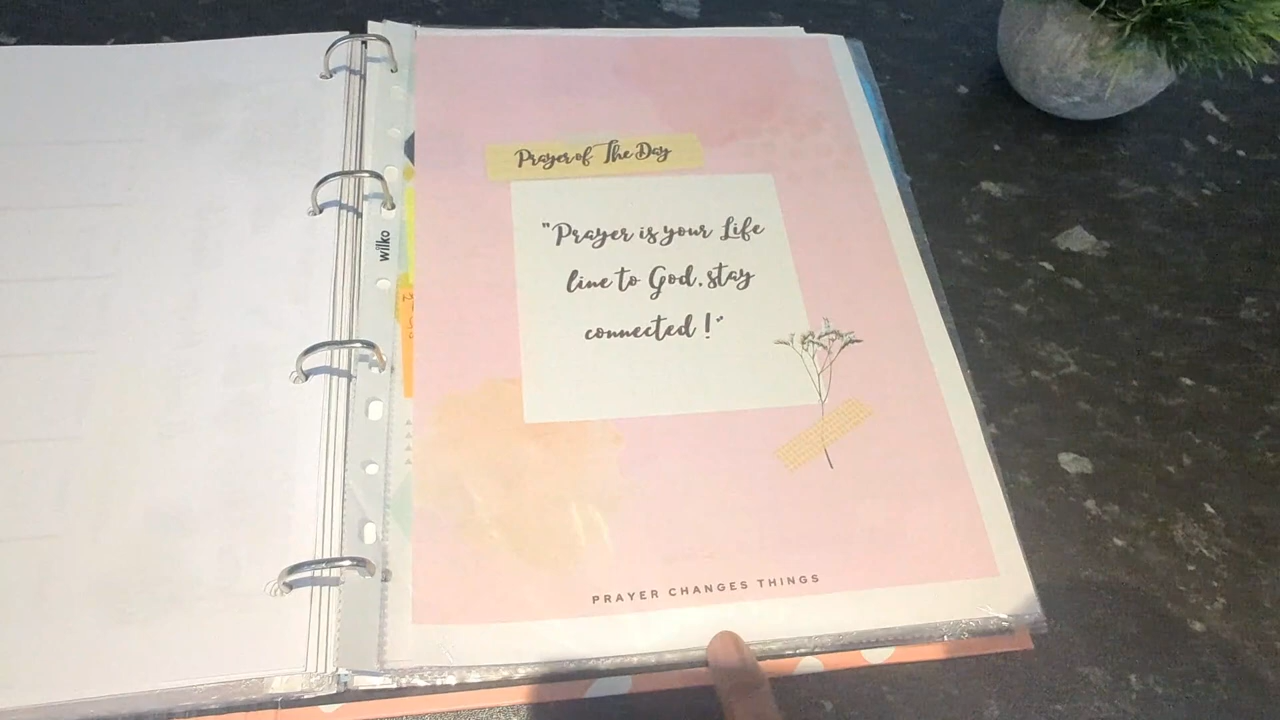 wilko
Prayer of The Day
"Prayer is your Life
line to God, stay
connected !"
PRAYER CHANGES THINGS